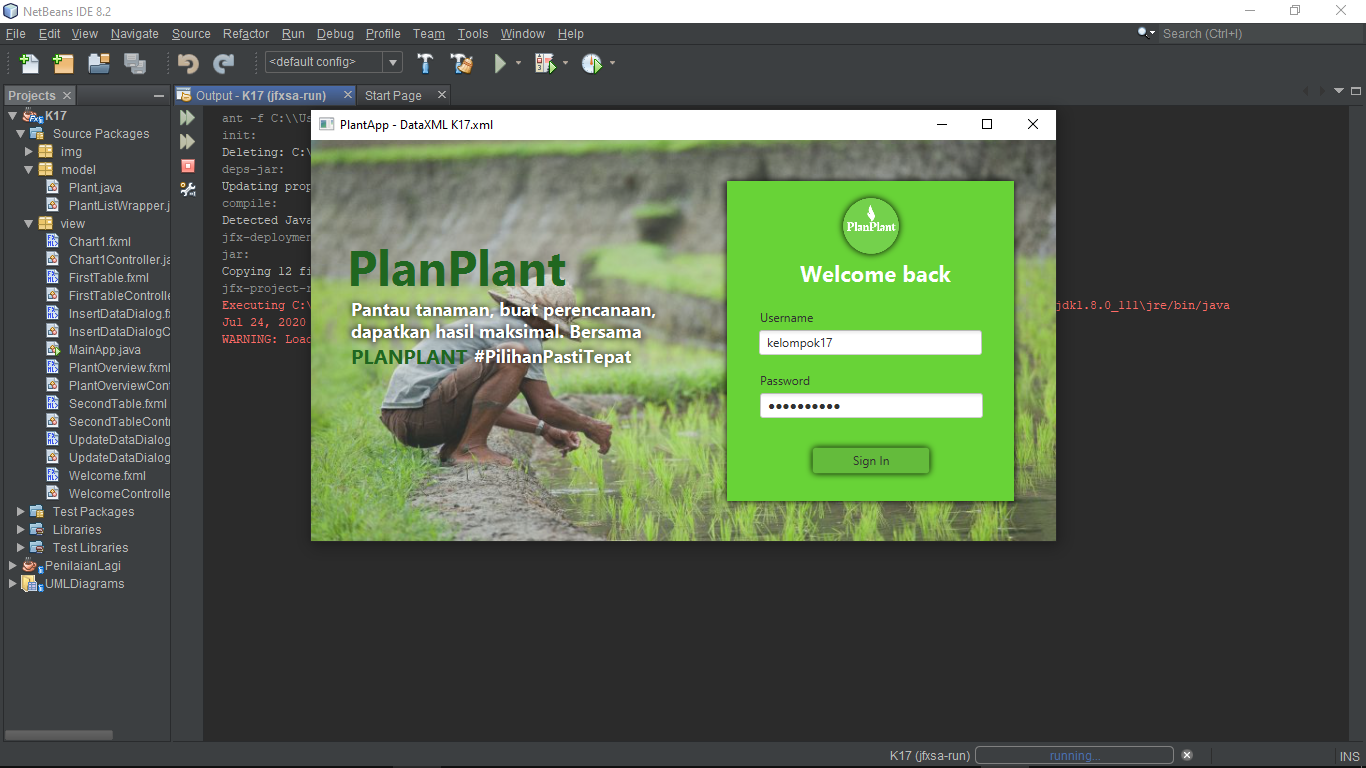 NetBeans IDE 8.2
File Edit View Navigate Source Refactor Run Debug Profile Team Tools Window Help
Search (Ctrl+I)
<default config>
Projects
Output - K17 (jfxsa-run)
Start Page
K17
Source Packages
img
model
Plant.java
PlantListWrapper.j
view
Chart1.fxml
Chart1Controller.ja
FirstTable.fxml
FirstTableControlle
InsertDataDialog.fx
InsertDataDialogC
MainApp.java
PlantOverview.fxml
PlantOverviewCont
SecondTable.fxml
SecondTableContr
UpdateDataDialog
UpdateDataDialog
Welcome.fxml
WelcomeControlle
Test Packages
Libraries
Test Libraries
PenilaianLagi
UMLDiagrams
ant -f C:\\Us
init:
Deleting: C:\
deps-jar:
Updating prop
compile:
Detected Java
jfx-deployment
jar:
Copying 12 fi
jfx-project-r
Executing C:\
jdk1.8.0_111\jre/bin/java
Jul 24, 2020
WARNING: Load
PlantApp - DataXML K17.xml
PlanPlant
Pantau tanaman, buat perencanaan,
dapatkan hasil maksimal. Bersama
PLANPLANT #PilihanPastiTepat
PlanPlant
Welcome back
Username
kelompok17
Password
Sign In
K17 (jfxsa-run)
running...
INS